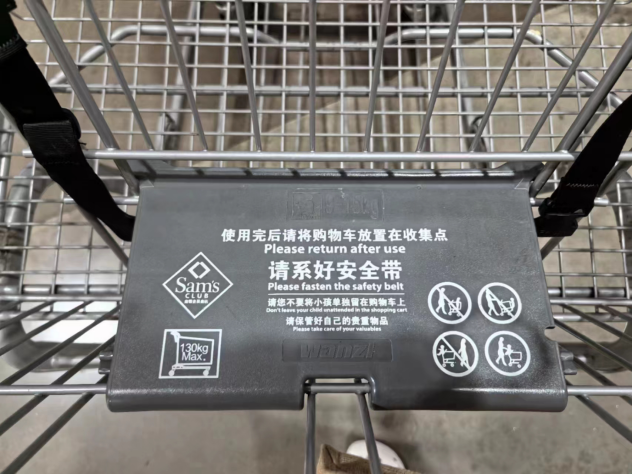 使用完后请将购物车放置在收集点
Please return after use
请系好安全带
Please fasten the safety belt
Sam's
CLUB
请您不要将小孩单独留在购物车上
Don't leave your child unattended in the shopping cart
请保管好自己的贵重物品
Please take care of your valuables
130kg
Max.